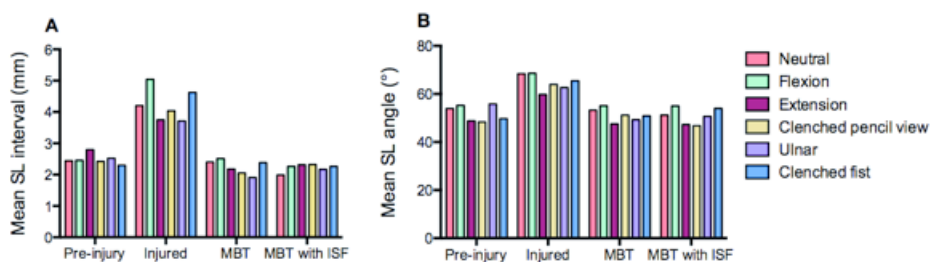 A
Mean SL interval (mm)
6
5
4
3
2
1
0
Pre-injury Injured MBT MBT with ISF
B
Mean SL angle (°)
80
60
40
20
0
Pre-injury Injured MBT MBT with ISF
Neutral
Flexion
Extension
Clenched pencil view
Ulnar
Clenched fist